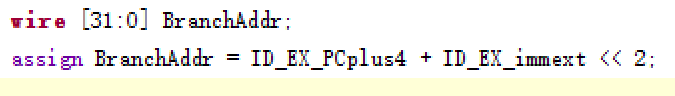 wire [31:0] BranchAddr;
assign BranchAddr = ID_EX_PCplus4 + ID_EX_immext << 2;